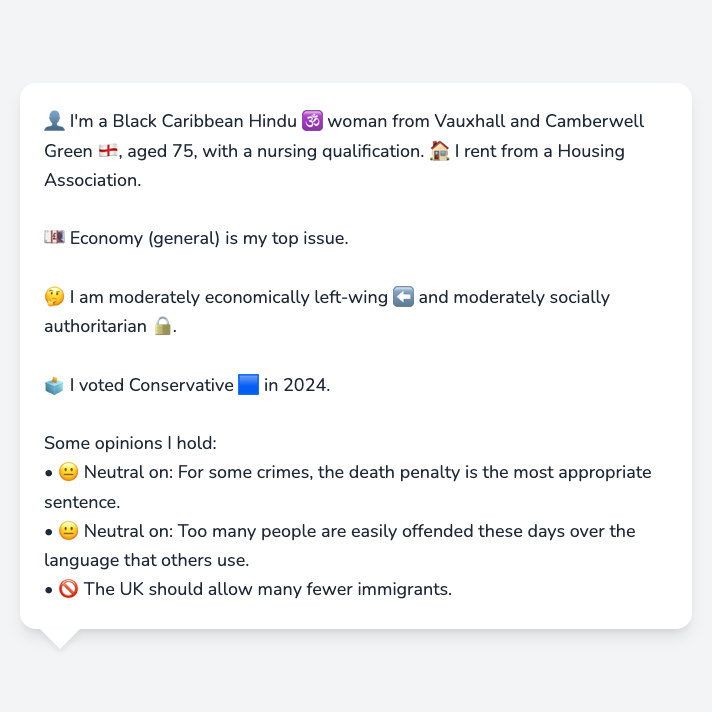 👤 I'm a Black Caribbean Hindu 🕉️ woman from Vauxhall and Camberwell
Green 🏴󠁧󠁢󠁥󠁮󠁧󠁿, aged 75, with a nursing qualification. 🏠 I rent from a Housing
Association.
💷 Economy (general) is my top issue.
🤔 I am moderately economically left-wing ⬅️ and moderately socially
authoritarian 🔒.
🗳️ I voted Conservative 🟦 in 2024.
Some opinions I hold:
• 😐 Neutral on: For some crimes, the death penalty is the most appropriate
sentence.
• 😐 Neutral on: Too many people are easily offended these days over the
language that others use.
• 🚫 The UK should allow many fewer immigrants.